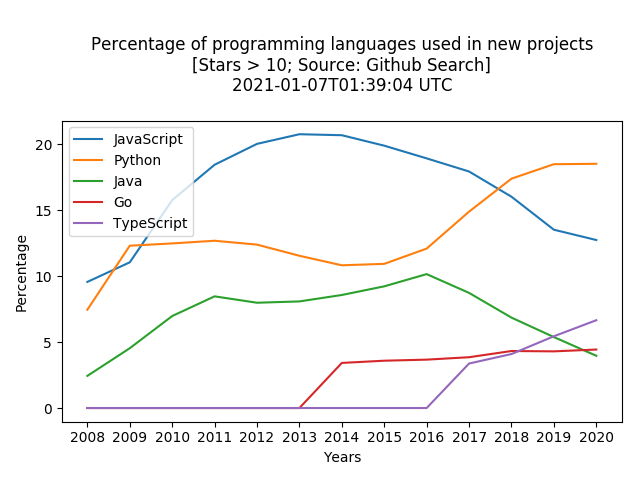 Percentage of programming languages used in new projects
[Stars > 10; Source: Github Search]
2021-01-07T01:39:04 UTC
JavaScript
Python
Java
Go
TypeScript
Percentage
20
15
10
5
0
2008 2009 2010 2011 2012 2013 2014 2015 2016 2017 2018 2019 2020
Years